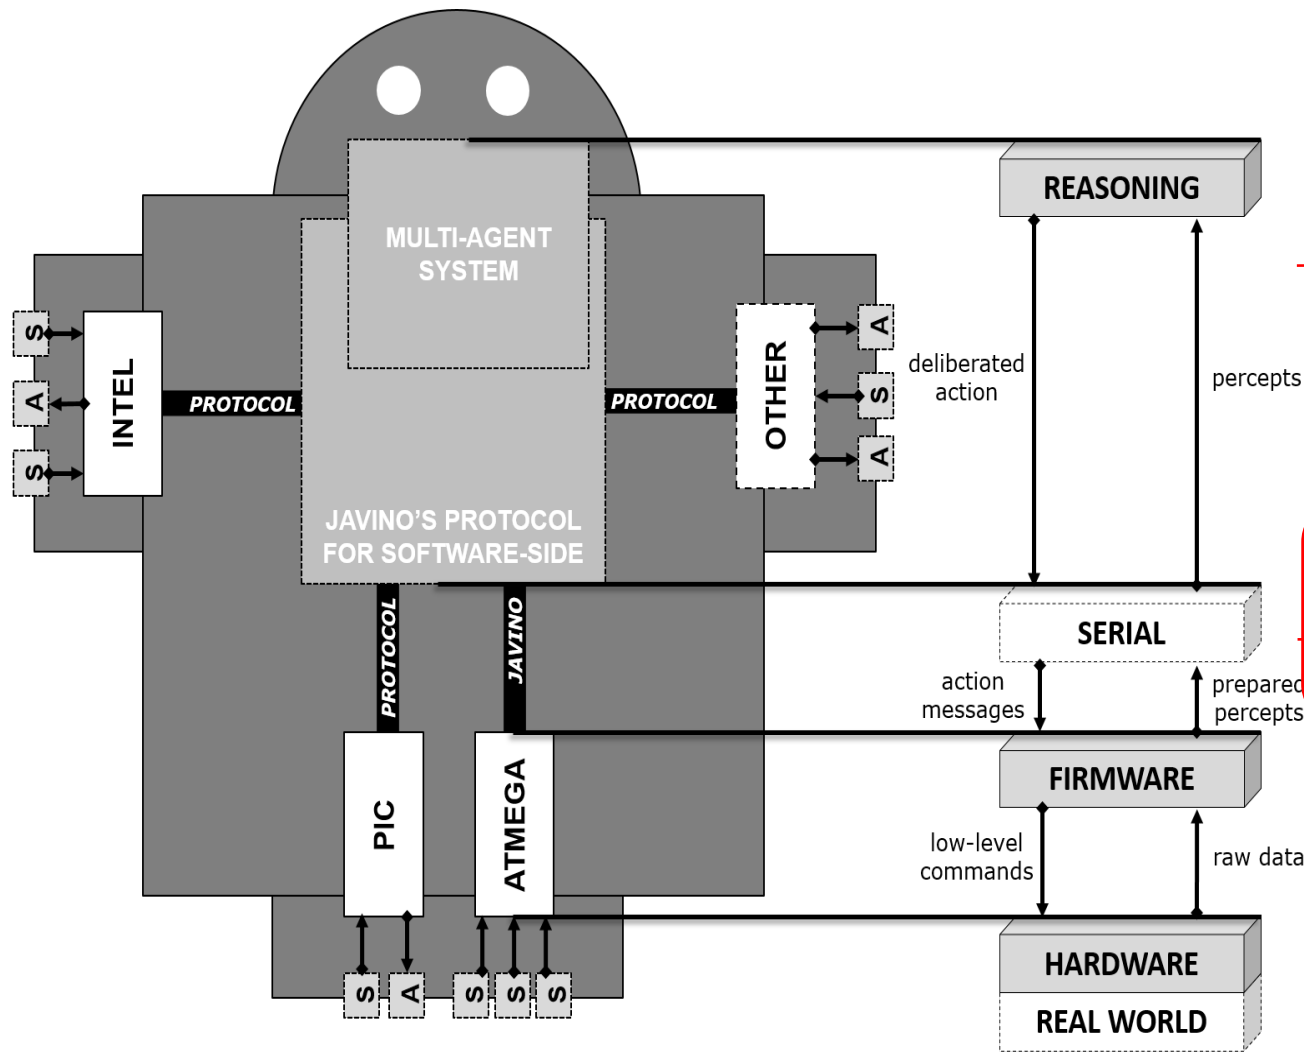 REASONING
MULTI-AGENT
SYSTEM
S
A
S
INTEL
PROTOCOL
PROTOCOL
OTHER
A
S
A
deliberated
action
percepts
JAVINO'S PROTOCOL
FOR SOFTWARE-SIDE
PROTOCOL
JAVINO
SERIAL
action
messages
prepared
percepts
PIC
ATMEGA
FIRMWARE
low-level
commands
raw data
S
A
S
S
S
HARDWARE
REAL WORLD